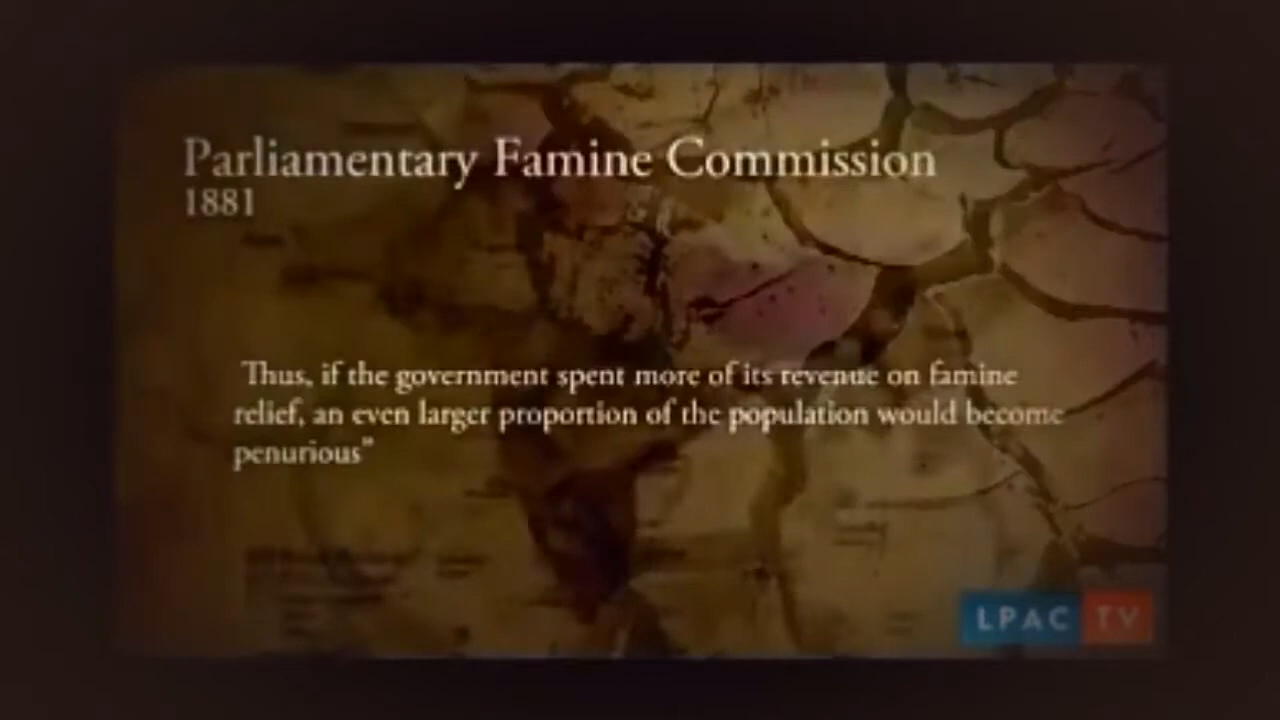 Parliamentary Famine Commission
1881
Thus, if the government spent more of its revenue on famine
relief, an even larger proportion of the population would become
penurious”
LPAC TV